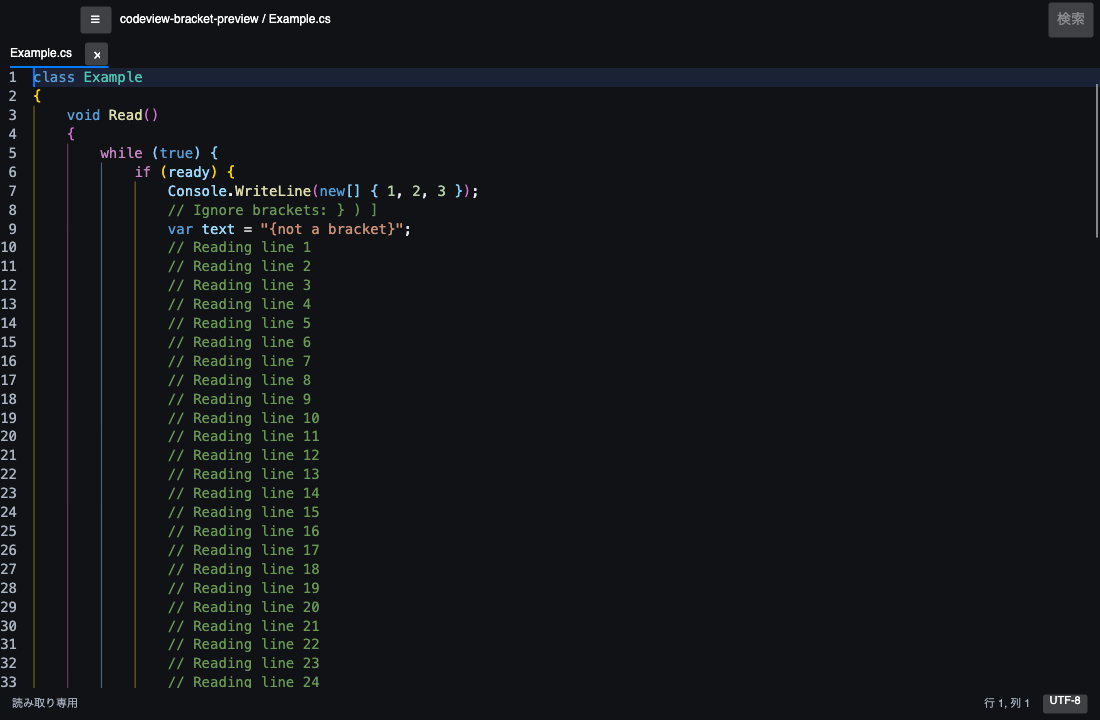 ≡ codeview-bracket-preview / Example.cs 検索
Example.cs ×
1 class Example
2 {
3     void Read()
4     {
5         while (true) {
6             if (ready) {
7                 Console.WriteLine(new[] { 1, 2, 3 });
8                 // Ignore brackets: } ) ]
9                 var text = "{not a bracket}";
10                 // Reading line 1
11                 // Reading line 2
12                 // Reading line 3
13                 // Reading line 4
14                 // Reading line 5
15                 // Reading line 6
16                 // Reading line 7
17                 // Reading line 8
18                 // Reading line 9
19                 // Reading line 10
20                 // Reading line 11
21                 // Reading line 12
22                 // Reading line 13
23                 // Reading line 14
24                 // Reading line 15
25                 // Reading line 16
26                 // Reading line 17
27                 // Reading line 18
28                 // Reading line 19
29                 // Reading line 20
30                 // Reading line 21
31                 // Reading line 22
32                 // Reading line 23
33                 // Reading line 24
読み取り専用 行 1, 列 1 UTF-8